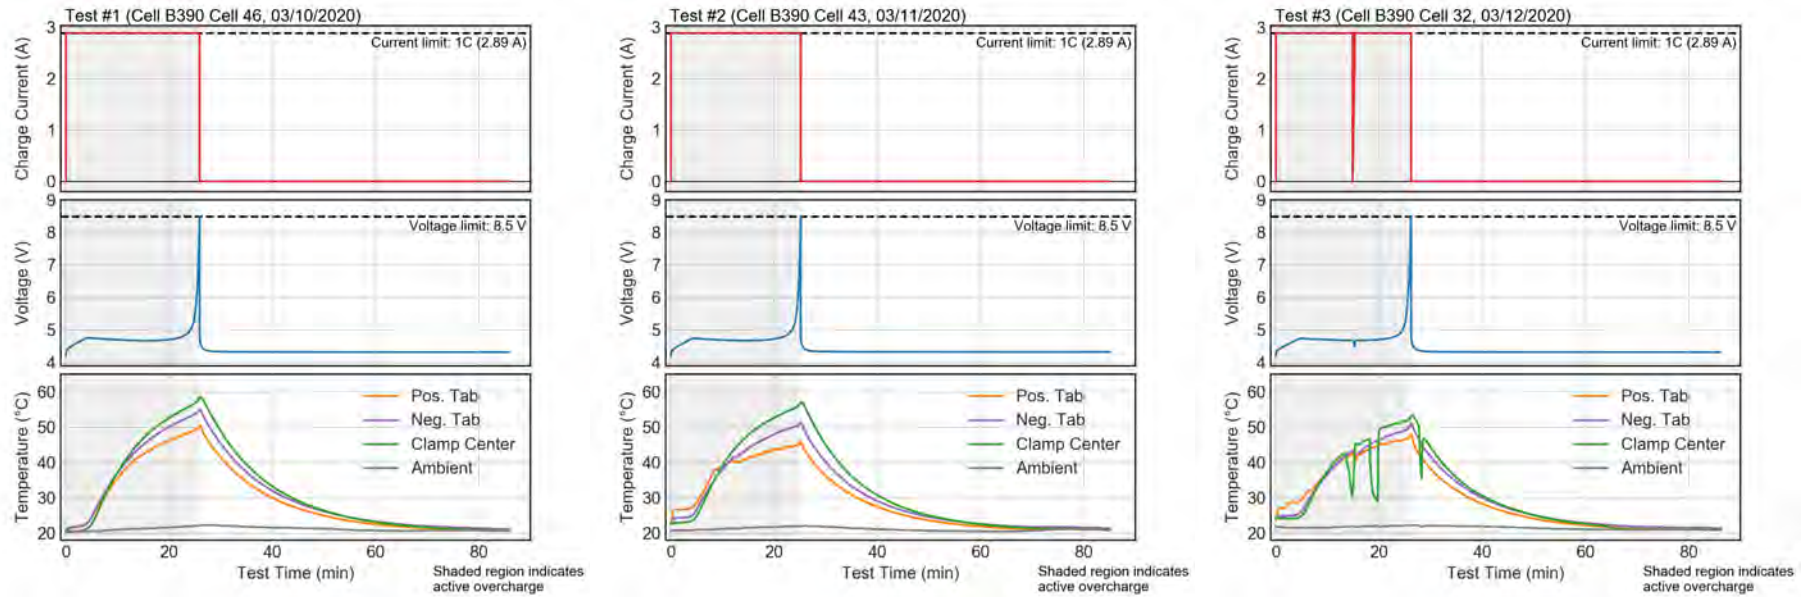 Test #1 (Cell B390 Cell 46, 03/10/2020)
3
2
1
0
Charge Current (A)
Current limit: 1C (2.89 A)
9
8
7
6
5
4
Voltage (V)
Voltage limit: 8.5 V
60
50
40
30
20
Temperature (°C)
Pos. Tab
Neg. Tab
Clamp Center
Ambient
0 20 40 60 80
Test Time (min)
Shaded region indicates
active overcharge
Test #2 (Cell B390 Cell 43, 03/11/2020)
3
2
1
0
Charge Current (A)
Current limit: 1C (2.89 A)
9
8
7
6
5
4
Voltage (V)
Voltage limit: 8.5 V
60
50
40
30
20
Temperature (°C)
Pos. Tab
Neg. Tab
Clamp Center
Ambient
0 20 40 60 80
Test Time (min)
Shaded region indicates
active overcharge
Test #3 (Cell B390 Cell 32, 03/12/2020)
3
2
1
0
Charge Current (A)
Current limit: 1C (2.89 A)
9
8
7
6
5
4
Voltage (V)
Voltage limit: 8.5 V
60
50
40
30
20
Temperature (°C)
Pos. Tab
Neg. Tab
Clamp Center
Ambient
0 20 40 60 80
Test Time (min)
Shaded region indicates
active overcharge